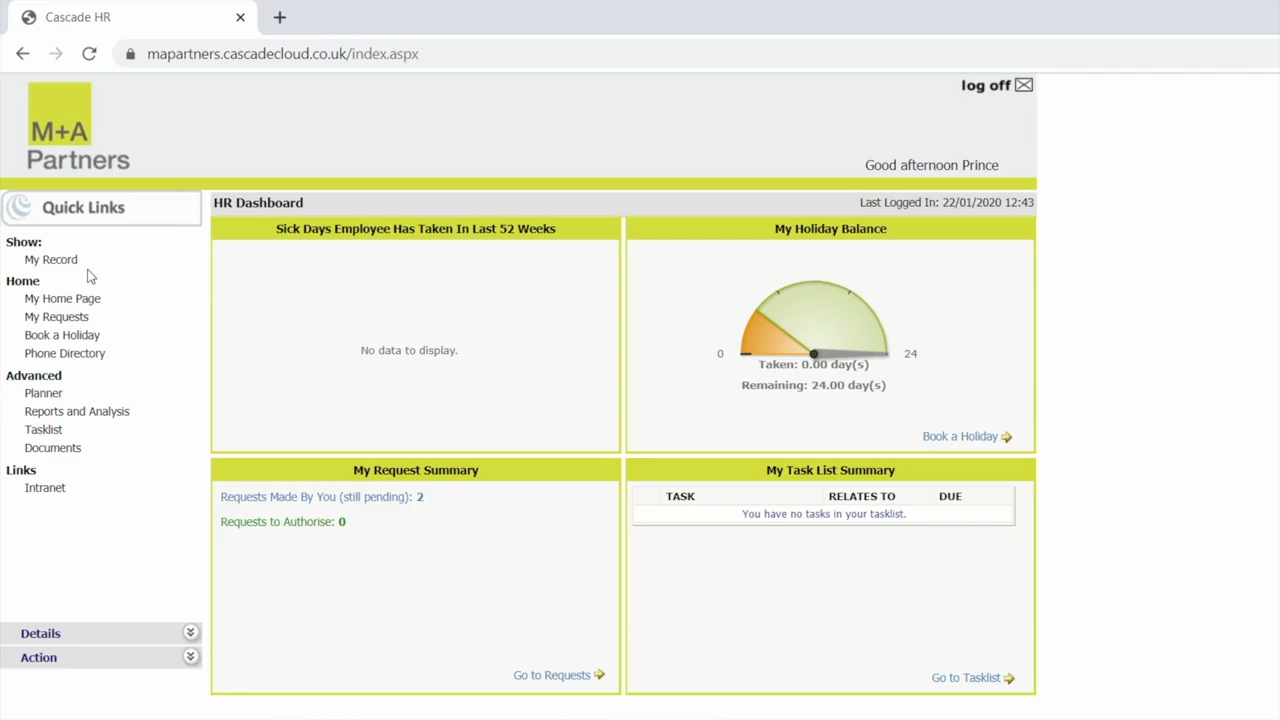 Cascade HR
mapartners.cascadecloud.co.uk/index.aspx
log off
M+A
Partners
Good afternoon Prince
Quick Links
HR Dashboard
Last Logged In: 22/01/2020 12:43
Show:
My Record
Home
My Home Page
My Requests
Book a Holiday
Phone Directory
Advanced
Planner
Reports and Analysis
Tasklist
Documents
Links
Intranet
Details
Action
Sick Days Employee Has Taken In Last 52 Weeks
No data to display.
My Holiday Balance
0
24
Taken: 0.00 day(s)
Remaining: 24.00 day(s)
Book a Holiday
My Request Summary
Requests Made By You (still pending): 2
Requests to Authorise: 0
Go to Requests
My Task List Summary
TASK RELATES TO DUE
You have no tasks in your tasklist.
Go to Tasklist